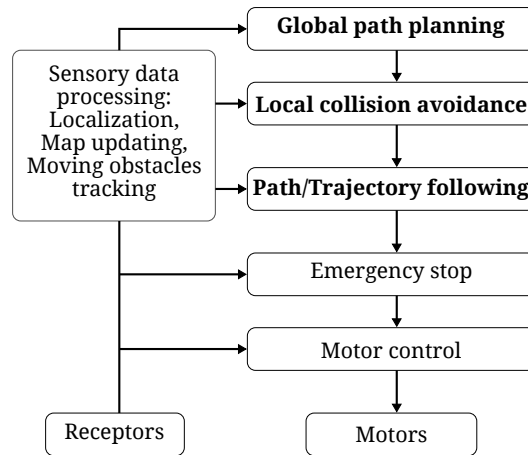 Global path planning
Sensory data
processing:
Localization,
Map updating,
Moving obstacles
tracking
Local collision avoidance
Path/Trajectory following
Emergency stop
Motor control
Receptors
Motors